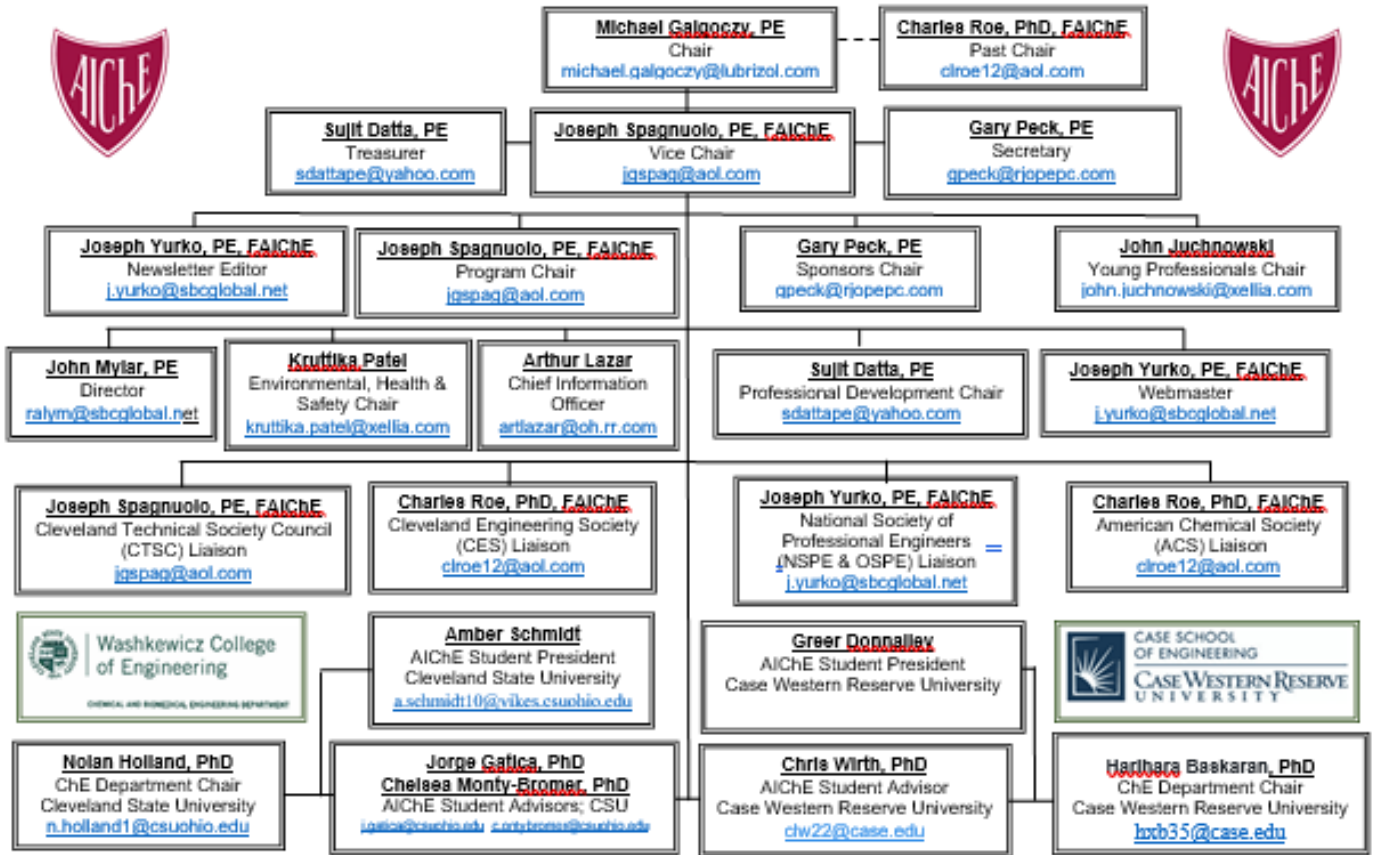 AIChE
Michael Galgoczy, PE
Chair
michael.galgoczy@lubrizol.com
Charles Roe, PhD, FAIChE
Past Chair
clroe12@aol.com
AIChE
Sujit Datta, PE
Treasurer
sdattape@yahoo.com
Joseph Spagnuolo, PE, FAIChE
Vice Chair
jgspag@aol.com
Gary Peck, PE
Secretary
gpeck@rjopepc.com
Joseph Yurko, PE, FAIChE
Newsletter Editor
j.yurko@sbcglobal.net
Joseph Spagnuolo, PE, FAIChE
Program Chair
jgspag@aol.com
Gary Peck, PE
Sponsors Chair
gpeck@rjopepc.com
John Juchnowski
Young Professionals Chair
john.juchnowski@xellia.com
John Mylar, PE
Director
ralym@sbcglobal.net
Kruttika Patel
Environmental, Health &
Safety Chair
kruttika.patel@xellia.com
Arthur Lazar
Chief Information
Officer
artlazar@oh.rr.com
Sujit Datta, PE
Professional Development Chair
sdattape@yahoo.com
Joseph Yurko, PE, FAIChE
Webmaster
j.yurko@sbcglobal.net
Joseph Spagnuolo, PE, FAIChE
Cleveland Technical Society Council
(CTSC) Liaison
jgspag@aol.com
Charles Roe, PhD, FAIChE
Cleveland Engineering Society
(CES) Liaison
clroe12@aol.com
Joseph Yurko, PE, FAIChE
National Society of
Professional Engineers
(NSPE & OSPE) Liaison
j.yurko@sbcglobal.net
Charles Roe, PhD, FAIChE
American Chemical Society
(ACS) Liaison
clroe12@aol.com
Washkewicz College
of Engineering
CHEMICAL AND BIOMEDICAL ENGINEERING DEPARTMENT
Amber Schmidt
AIChE Student President
Cleveland State University
a.schmidt10@vikes.csuohio.edu
Greer Donnalley
AIChE Student President
Case Western Reserve University
CASE SCHOOL
OF ENGINEERING
CASE WESTERN RESERVE
UNIVERSITY
Nolan Holland, PhD
ChE Department Chair
Cleveland State University
n.holland1@csuohio.edu
Jorge Gatica, PhD
Chelsea Monty-Bromer, PhD
AIChE Student Advisors; CSU
j.gatica@csuohio.edu
Chris Wirth, PhD
AIChE Student Advisor
Case Western Reserve University
clw22@case.edu
Harihara Baskaran, PhD
ChE Department Chair
Case Western Reserve University
hxb35@case.edu